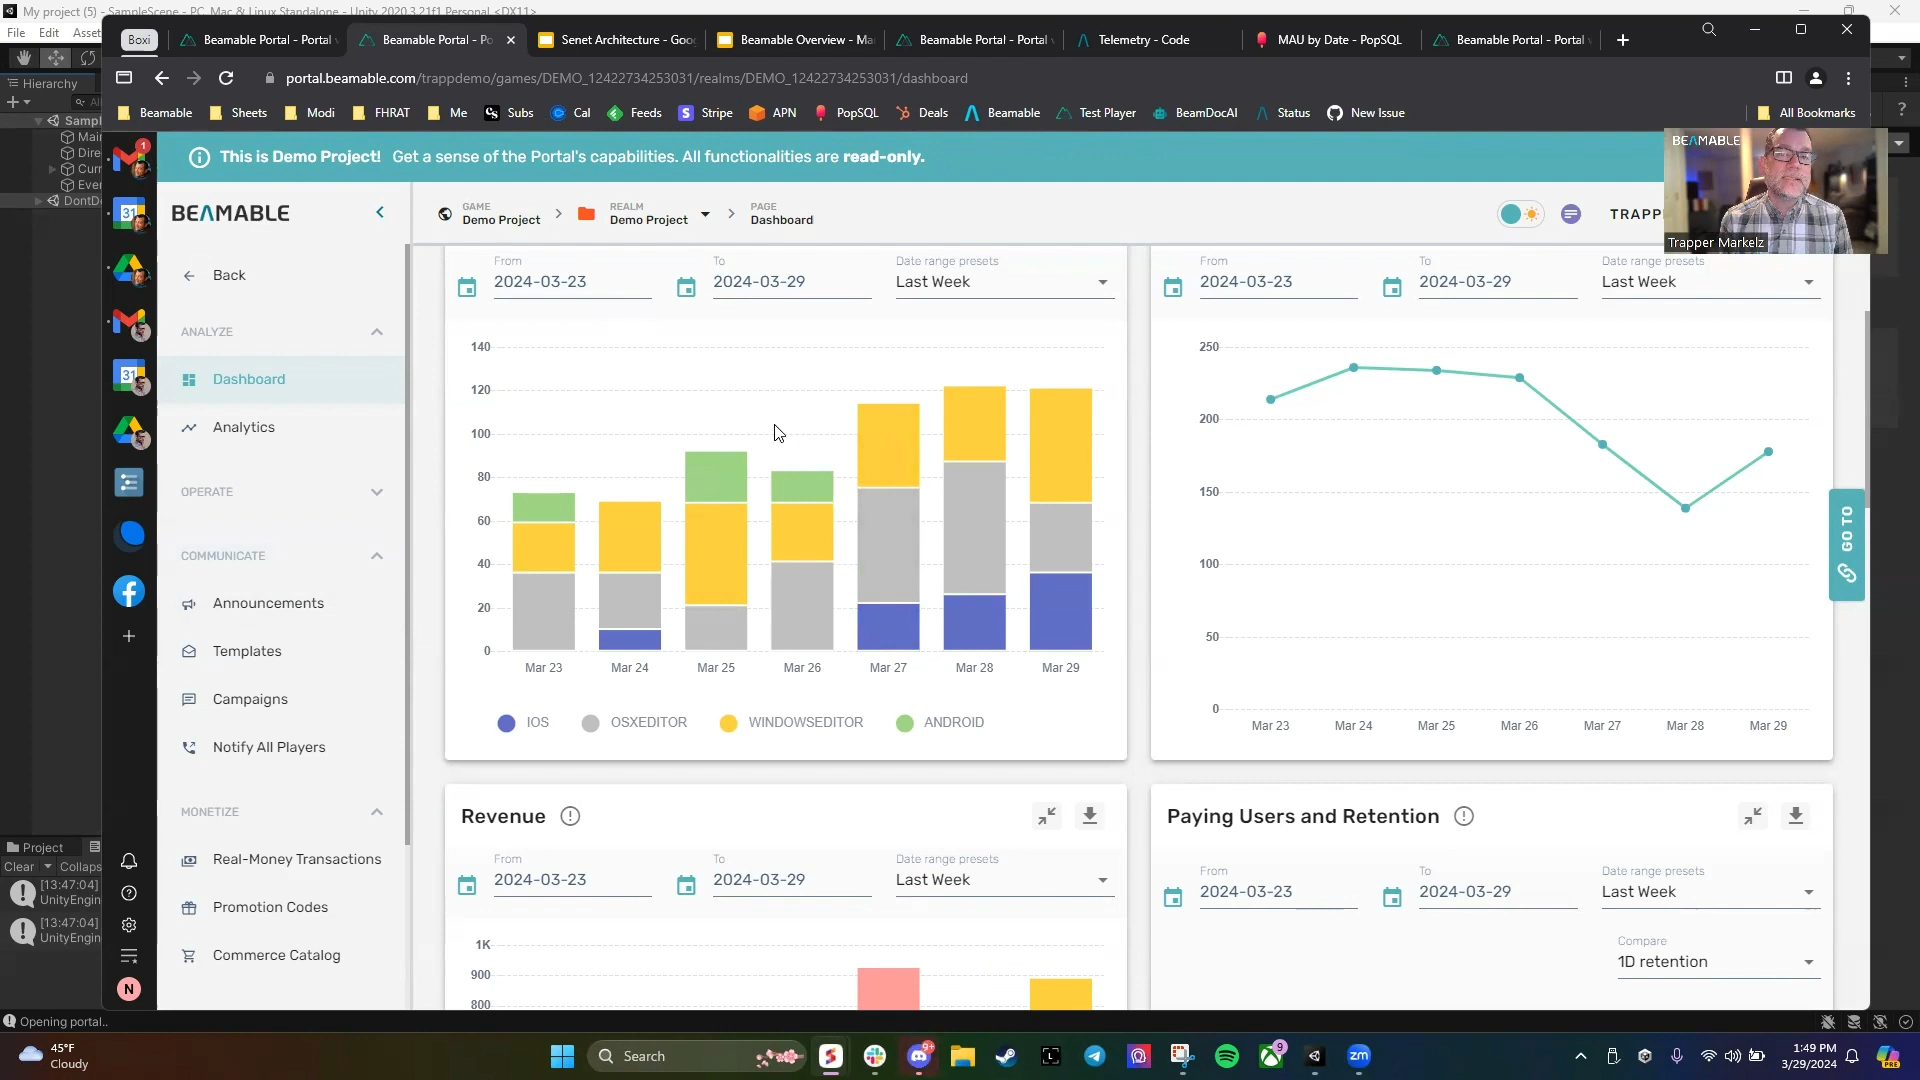 My project (5) - SampleScene - PC, Mac & Linux Standalone - Unity 2020.3.21f1 Personal <DX11>
File Edit Asset
Boxi
Beamable Portal - Portal
Beamable Portal - Po
Senet Architecture - Goo
Beamable Overview - Ma
Beamable Portal - Portal
Telemetry - Code
MAU by Date - PopSQL
Beamable Portal - Portal
portal.beamable.com/trappdemo/games/DEMO_12422734253031/realms/DEMO_12422734253031/dashboard
Beamable Sheets Modi FHRAT Me Subs Cal Feeds Stripe APN PopSQL Deals Beamable Test Player BeamDocAI Status New Issue All Bookmarks
Hierarchy
All
Sampl
Mai
Dire
Curr
Eve
DontDe
This is Demo Project! Get a sense of the Portal's capabilities. All functionalities are read-only.
BEAMABLE
Trapper Markelz
1
31
31
BEAMABLE
GAME
Demo Project
REALM
Demo Project
PAGE
Dashboard
TRAPP
Back
ANALYZE
Dashboard
Analytics
OPERATE
COMMUNICATE
Announcements
Templates
Campaigns
Notify All Players
MONETIZE
Real-Money Transactions
Promotion Codes
Commerce Catalog
N
From
2024-03-23
To
2024-03-29
Date range presets
Last Week
140
120
100
80
60
40
20
0
Mar 23 Mar 24 Mar 25 Mar 26 Mar 27 Mar 28 Mar 29
IOS OSXEDITOR WINDOWSEDITOR ANDROID
From
2024-03-23
To
2024-03-29
Date range presets
Last Week
250
200
150
100
50
0
Mar 23 Mar 24 Mar 25 Mar 26 Mar 27 Mar 28 Mar 29
GO TO
Revenue
From
2024-03-23
To
2024-03-29
Date range presets
Last Week
1K
900
800
Paying Users and Retention
From
2024-03-23
To
2024-03-29
Date range presets
Last Week
Compare
1D retention
Project
Clear Collaps
[13:47:04]
UnityEngin
[13:47:04]
UnityEngin
Opening portal..
45°F
Cloudy
Search
9+
L
9
zm
1:49 PM
3/29/2024
PRE